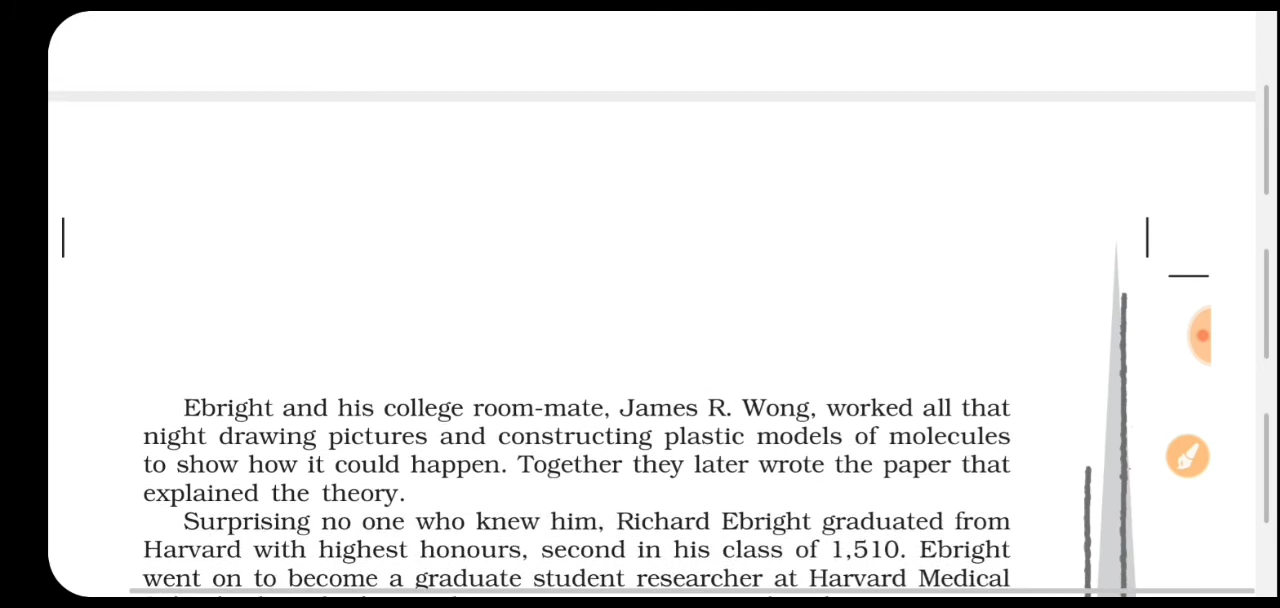 Ebright and his college room-mate, James R. Wong, worked all that
night drawing pictures and constructing plastic models of molecules
to show how it could happen. Together they later wrote the paper that
explained the theory.
Surprising no one who knew him, Richard Ebright graduated from
Harvard with highest honours, second in his class of 1,510. Ebright
went on to become a graduate student researcher at Harvard Medical